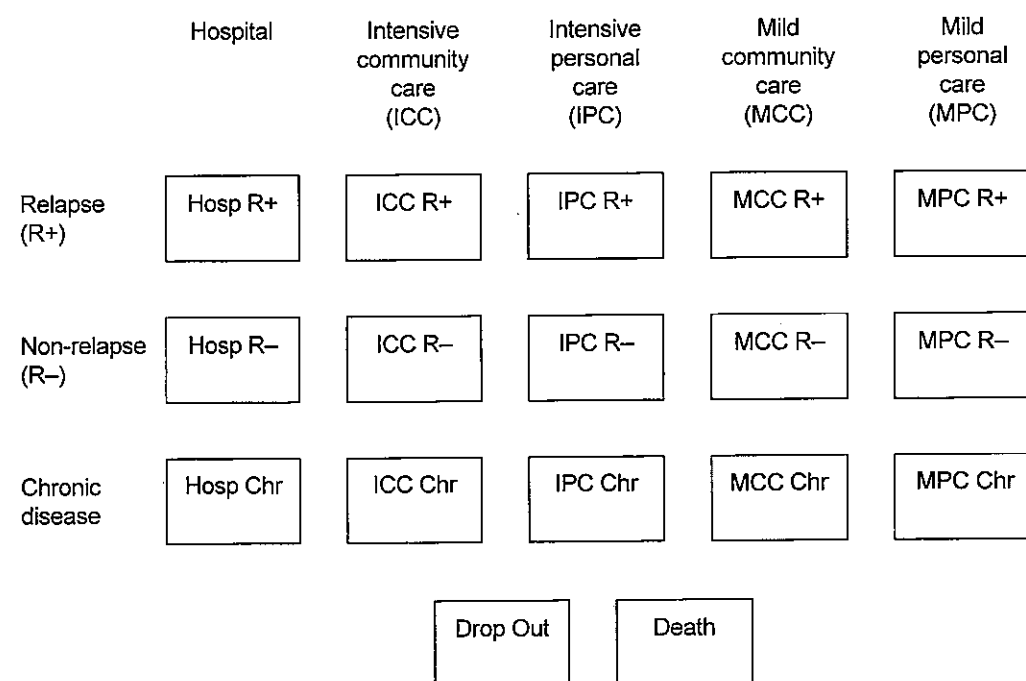 Hospital
Intensive
community
care
(ICC)
Intensive
personal
care
(IPC)
Mild
community
care
(MCC)
Mild
personal
care
(MPC)
Relapse
(R+)
Hosp R+
ICC R+
IPC R+
MCC R+
MPC R+
Non-relapse
(R–)
Hosp R–
ICC R–
IPC R–
MCC R–
MPC R–
Chronic
disease
Hosp Chr
ICC Chr
IPC Chr
MCC Chr
MPC Chr
Drop Out
Death